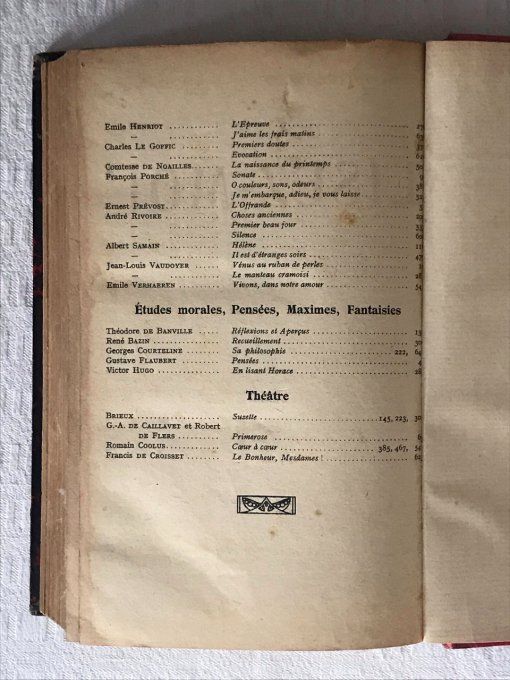 Emile HENRIOT ............ L'Epreuve ............
— ............ J'aime les frais matins ............
Charles LE GOFFIC ............ Premiers doutes ............
— ............ Evocation ............
Comtesse de NOAILLES ............ La naissance du printemps ............
François PORCHÉ ............ Sonate ............
— ............ O couleurs, sons, odeurs ............
— ............ Je m'embarque, adieu, je vous laisse ............
Ernest PRÉVOST ............ L'Offrande ............
André RIVOIRE ............ Choses anciennes ............
— ............ Premier beau jour ............
— ............ Silence ............
Albert SAMAIN ............ Hélène ............
— ............ Il est d'étranges soirs ............
Jean-Louis VAUDOYER ............ Vénus au ruban de perles ............
— ............ Le manteau cramoisi ............
Emile VERHAEREN ............ Vivons, dans notre amour ............
Études morales, Pensées, Maximes, Fantaisies
Théodore DE BANVILLE ............ Réflexions et Aperçus ............
René BAZIN ............ Recueillement ............
Georges COURTELINE ............ Sa philosophie ............ 222,
Gustave FLAUBERT ............ Pensées ............
Victor HUGO ............ En lisant Horace ............
Théâtre
BRIEUX ............ Suzette ............ 145, 223,
G.-A. DE CAILLAVET et Robert
DE FLERS ............ Primerose ............
Romain COOLUS ............ Cœur à cœur ............ 385, 467,
Francis DE CROISSET ............ Le Bonheur, Mesdames ! ............